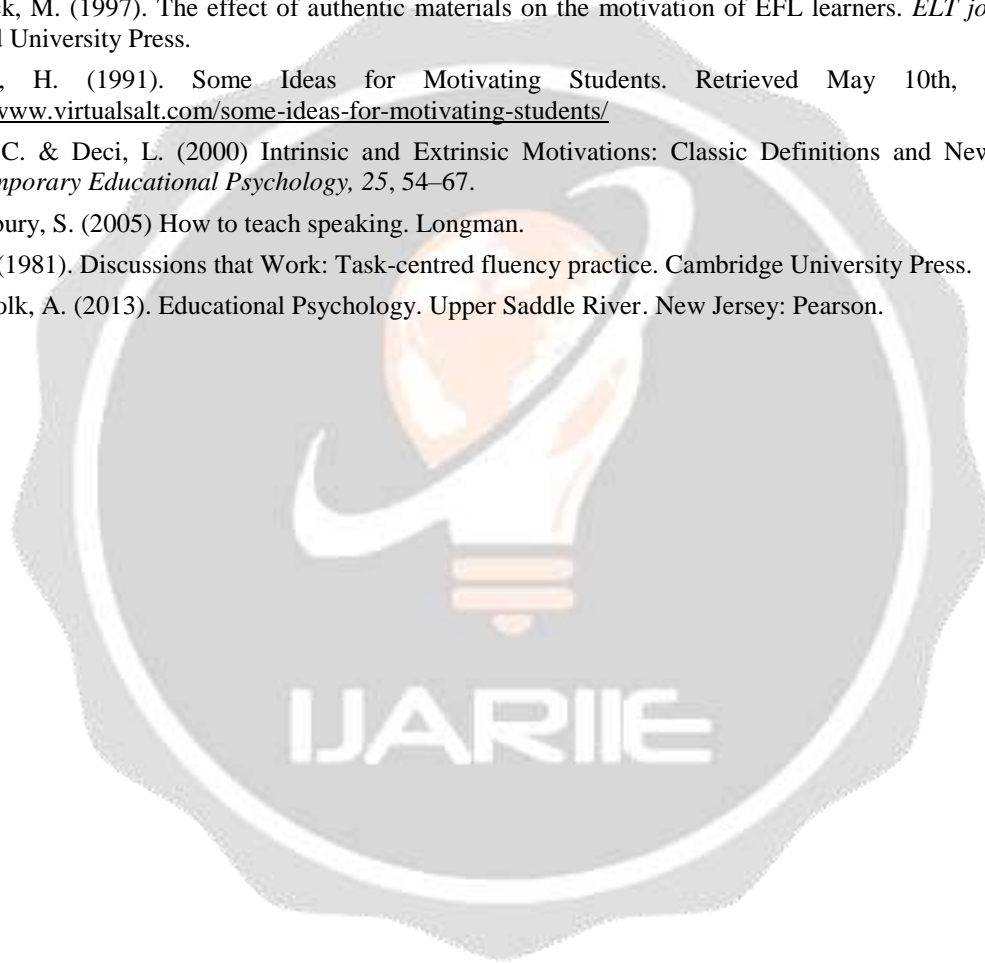 ck, M. (1997). The effect of authentic materials on the motivation of EFL learners. ELT jo
University Press.
, H. (1991). Some Ideas for Motivating Students. Retrieved May 10th,
www.virtualsalt.com/some-ideas-for-motivating-students/
C. & Deci, L. (2000) Intrinsic and Extrinsic Motivations: Classic Definitions and New
mporary Educational Psychology, 25, 54–67.
bury, S. (2005) How to teach speaking. Longman.
(1981). Discussions that Work: Task-centred fluency practice. Cambridge University Press.
olk, A. (2013). Educational Psychology. Upper Saddle River. New Jersey: Pearson.
IJARIIE